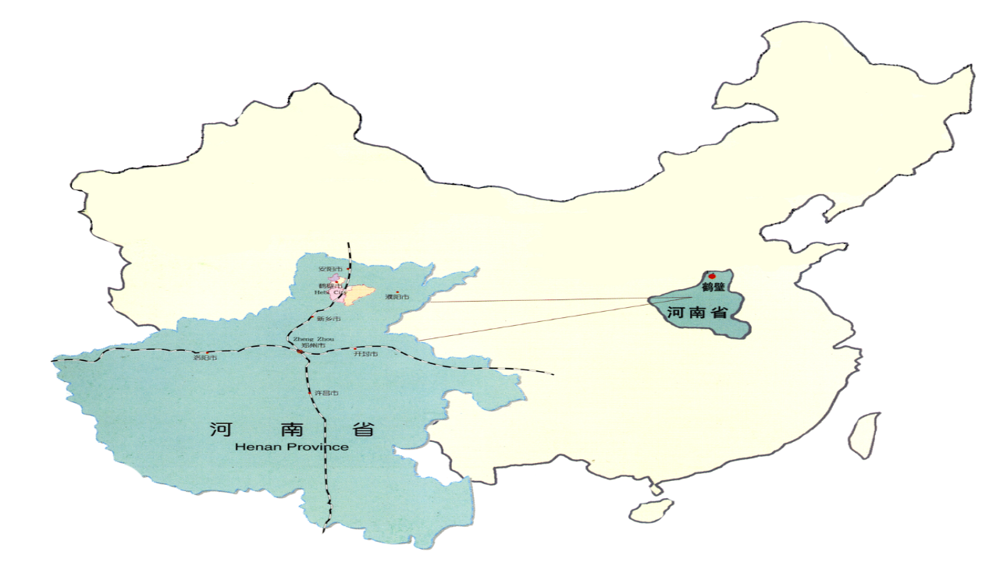 安阳市
鹤壁市
Hebi City
濮阳市
鹤壁
河南省
新乡市
Zheng Zhou
郑州市
洛阳市
开封市
许昌市
河 南 省
Henan Province